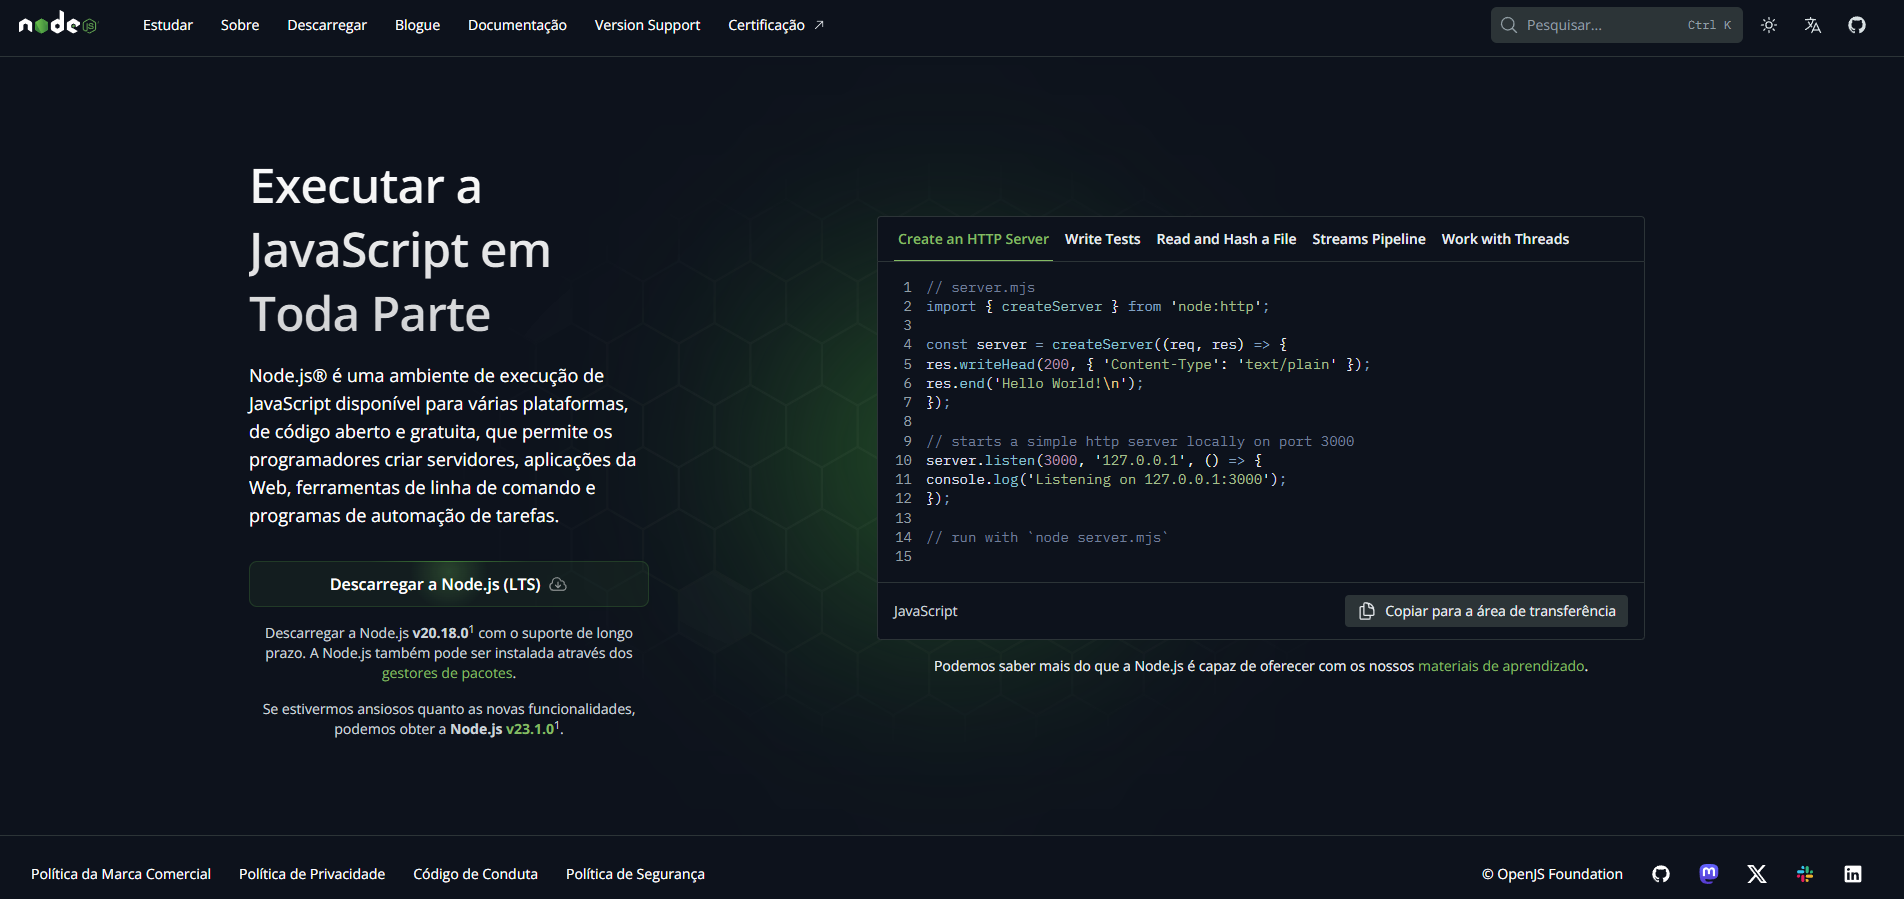 node JS
Estudar
Sobre
Descarregar
Blogue
Documentação
Version Support
Certificação
Pesquisar...
Ctrl K
Executar a
JavaScript em
Toda Parte
Node.js® é uma ambiente de execução de
JavaScript disponível para várias plataformas,
de código aberto e gratuita, que permite os
programadores criar servidores, aplicações da
Web, ferramentas de linha de comando e
programas de automação de tarefas.
Descarregar a Node.js (LTS)
Descarregar a Node.js v20.18.0¹ com o suporte de longo
prazo. A Node.js também pode ser instalada através dos
gestores de pacotes.
Se estivermos ansiosos quanto as novas funcionalidades,
podemos obter a Node.js v23.1.0¹.
Create an HTTP Server
Write Tests
Read and Hash a File
Streams Pipeline
Work with Threads
1 // server.mjs
2 import { createServer } from 'node:http';
3
4 const server = createServer((req, res) => {
5 res.writeHead(200, { 'Content-Type': 'text/plain' });
6 res.end('Hello World!\n');
7 });
8
9 // starts a simple http server locally on port 3000
10 server.listen(3000, '127.0.0.1', () => {
11 console.log('Listening on 127.0.0.1:3000');
12 });
13
14 // run with `node server.mjs`
15
JavaScript
Copiar para a área de transferência
Podemos saber mais do que a Node.js é capaz de oferecer com os nossos materiais de aprendizado.
Política da Marca Comercial
Política de Privacidade
Código de Conduta
Política de Segurança
© OpenJS Foundation